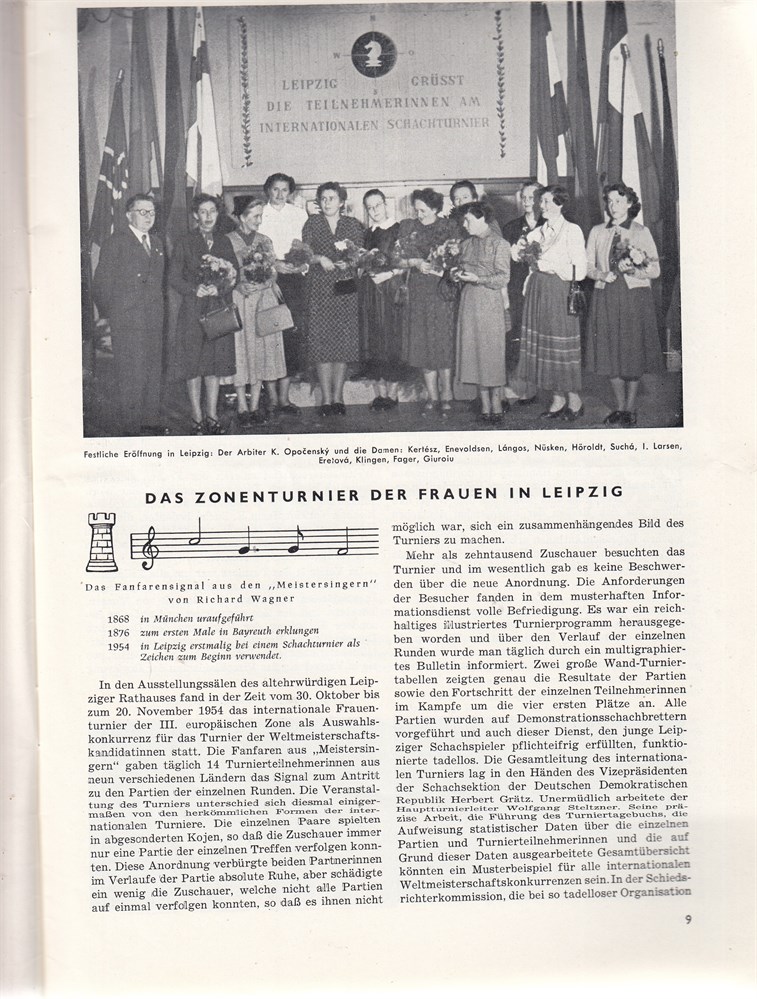 W O
S
LEIPZIG GRÜSST
DIE TEILNEHMERINNEN AM
INTERNATIONALEN SCHACHTURNIER
Festliche Eröffnung in Leipzig: Der Arbiter K. Opočenský und die Damen: Kertész, Enevoldsen, Lángos, Nüsken, Höroldt, Suchá, I. Larsen,
Eretová, Klingen, Fager, Giuroiu
DAS ZONENTURNIER DER FRAUEN IN LEIPZIG
Das Fanfarensignal aus den „Meistersingern"
von Richard Wagner
1868 in München uraufgeführt
1876 zum ersten Male in Bayreuth erklungen
1954 in Leipzig erstmalig bei einem Schachturnier als
Zeichen zum Beginn verwendet.
In den Ausstellungssälen des altehrwürdigen Leip-
ziger Rathauses fand in der Zeit vom 30. Oktober bis
zum 20. November 1954 das internationale Frauen-
turnier der III. europäischen Zone als Auswahls-
konkurrenz für das Turnier der Weltmeisterschafts-
kandidatinnen statt. Die Fanfaren aus „Meistersin-
gern" gaben täglich 14 Turnierteilnehmerinnen aus
neun verschiedenen Ländern das Signal zum Antritt
zu den Partien der einzelnen Runden. Die Veranstal-
tung des Turniers unterschied sich diesmal einiger-
maßen von den herkömmlichen Formen der inter-
nationalen Turniere. Die einzelnen Paare spielten
in abgesonderten Kojen, so daß die Zuschauer immer
nur eine Partie der einzelnen Treffen verfolgen konn-
ten. Diese Anordnung verbürgte beiden Partnerinnen
im Verlaufe der Partie absolute Ruhe, aber schädigte
ein wenig die Zuschauer, welche nicht alle Partien
auf einmal verfolgen konnten, so daß es ihnen nicht
möglich war, sich ein zusammenhängendes Bild des
Turniers zu machen.
Mehr als zehntausend Zuschauer besuchten das
Turnier und im wesentlich gab es keine Beschwer-
den über die neue Anordnung. Die Anforderungen
der Besucher fanden in dem musterhaften Infor-
mationsdienst volle Befriedigung. Es war ein reich-
haltiges illustriertes Turnierprogramm herausgege-
ben worden und über den Verlauf der einzelnen
Runden wurde man täglich durch ein multigraphier-
tes Bulletin informiert. Zwei große Wand-Turnier-
tabellen zeigten genau die Resultate der Partien
sowie den Fortschritt der einzelnen Teilnehmerinnen
im Kampfe um die vier ersten Plätze an. Alle
Partien wurden auf Demonstrationsschachbrettern
vorgeführt und auch dieser Dienst, den junge Leip-
ziger Schachspieler pflichteifrig erfüllten, funktio-
nierte tadellos. Die Gesamtleitung des internationa-
len Turniers lag in den Händen des Vizepräsidenten
der Schachsektion der Deutschen Demokratischen
Republik Herbert Grätz. Unermüdlich arbeitete der
Hauptturnierleiter Wolfgang Steltzner. Seine prä-
zise Arbeit, die Führung des Turniertagebuchs, die
Aufweisung statistischer Daten über die einzelnen
Partien und Turnierteilnehmerinnen und die auf
Grund dieser Daten ausgearbeitete Gesamtübersicht
könnten ein Musterbeispiel für alle internationalen
Weltmeisterschaftskonkurrenzen sein. In der Schieds-
richterkommission, die bei so tadelloser Organisation
9